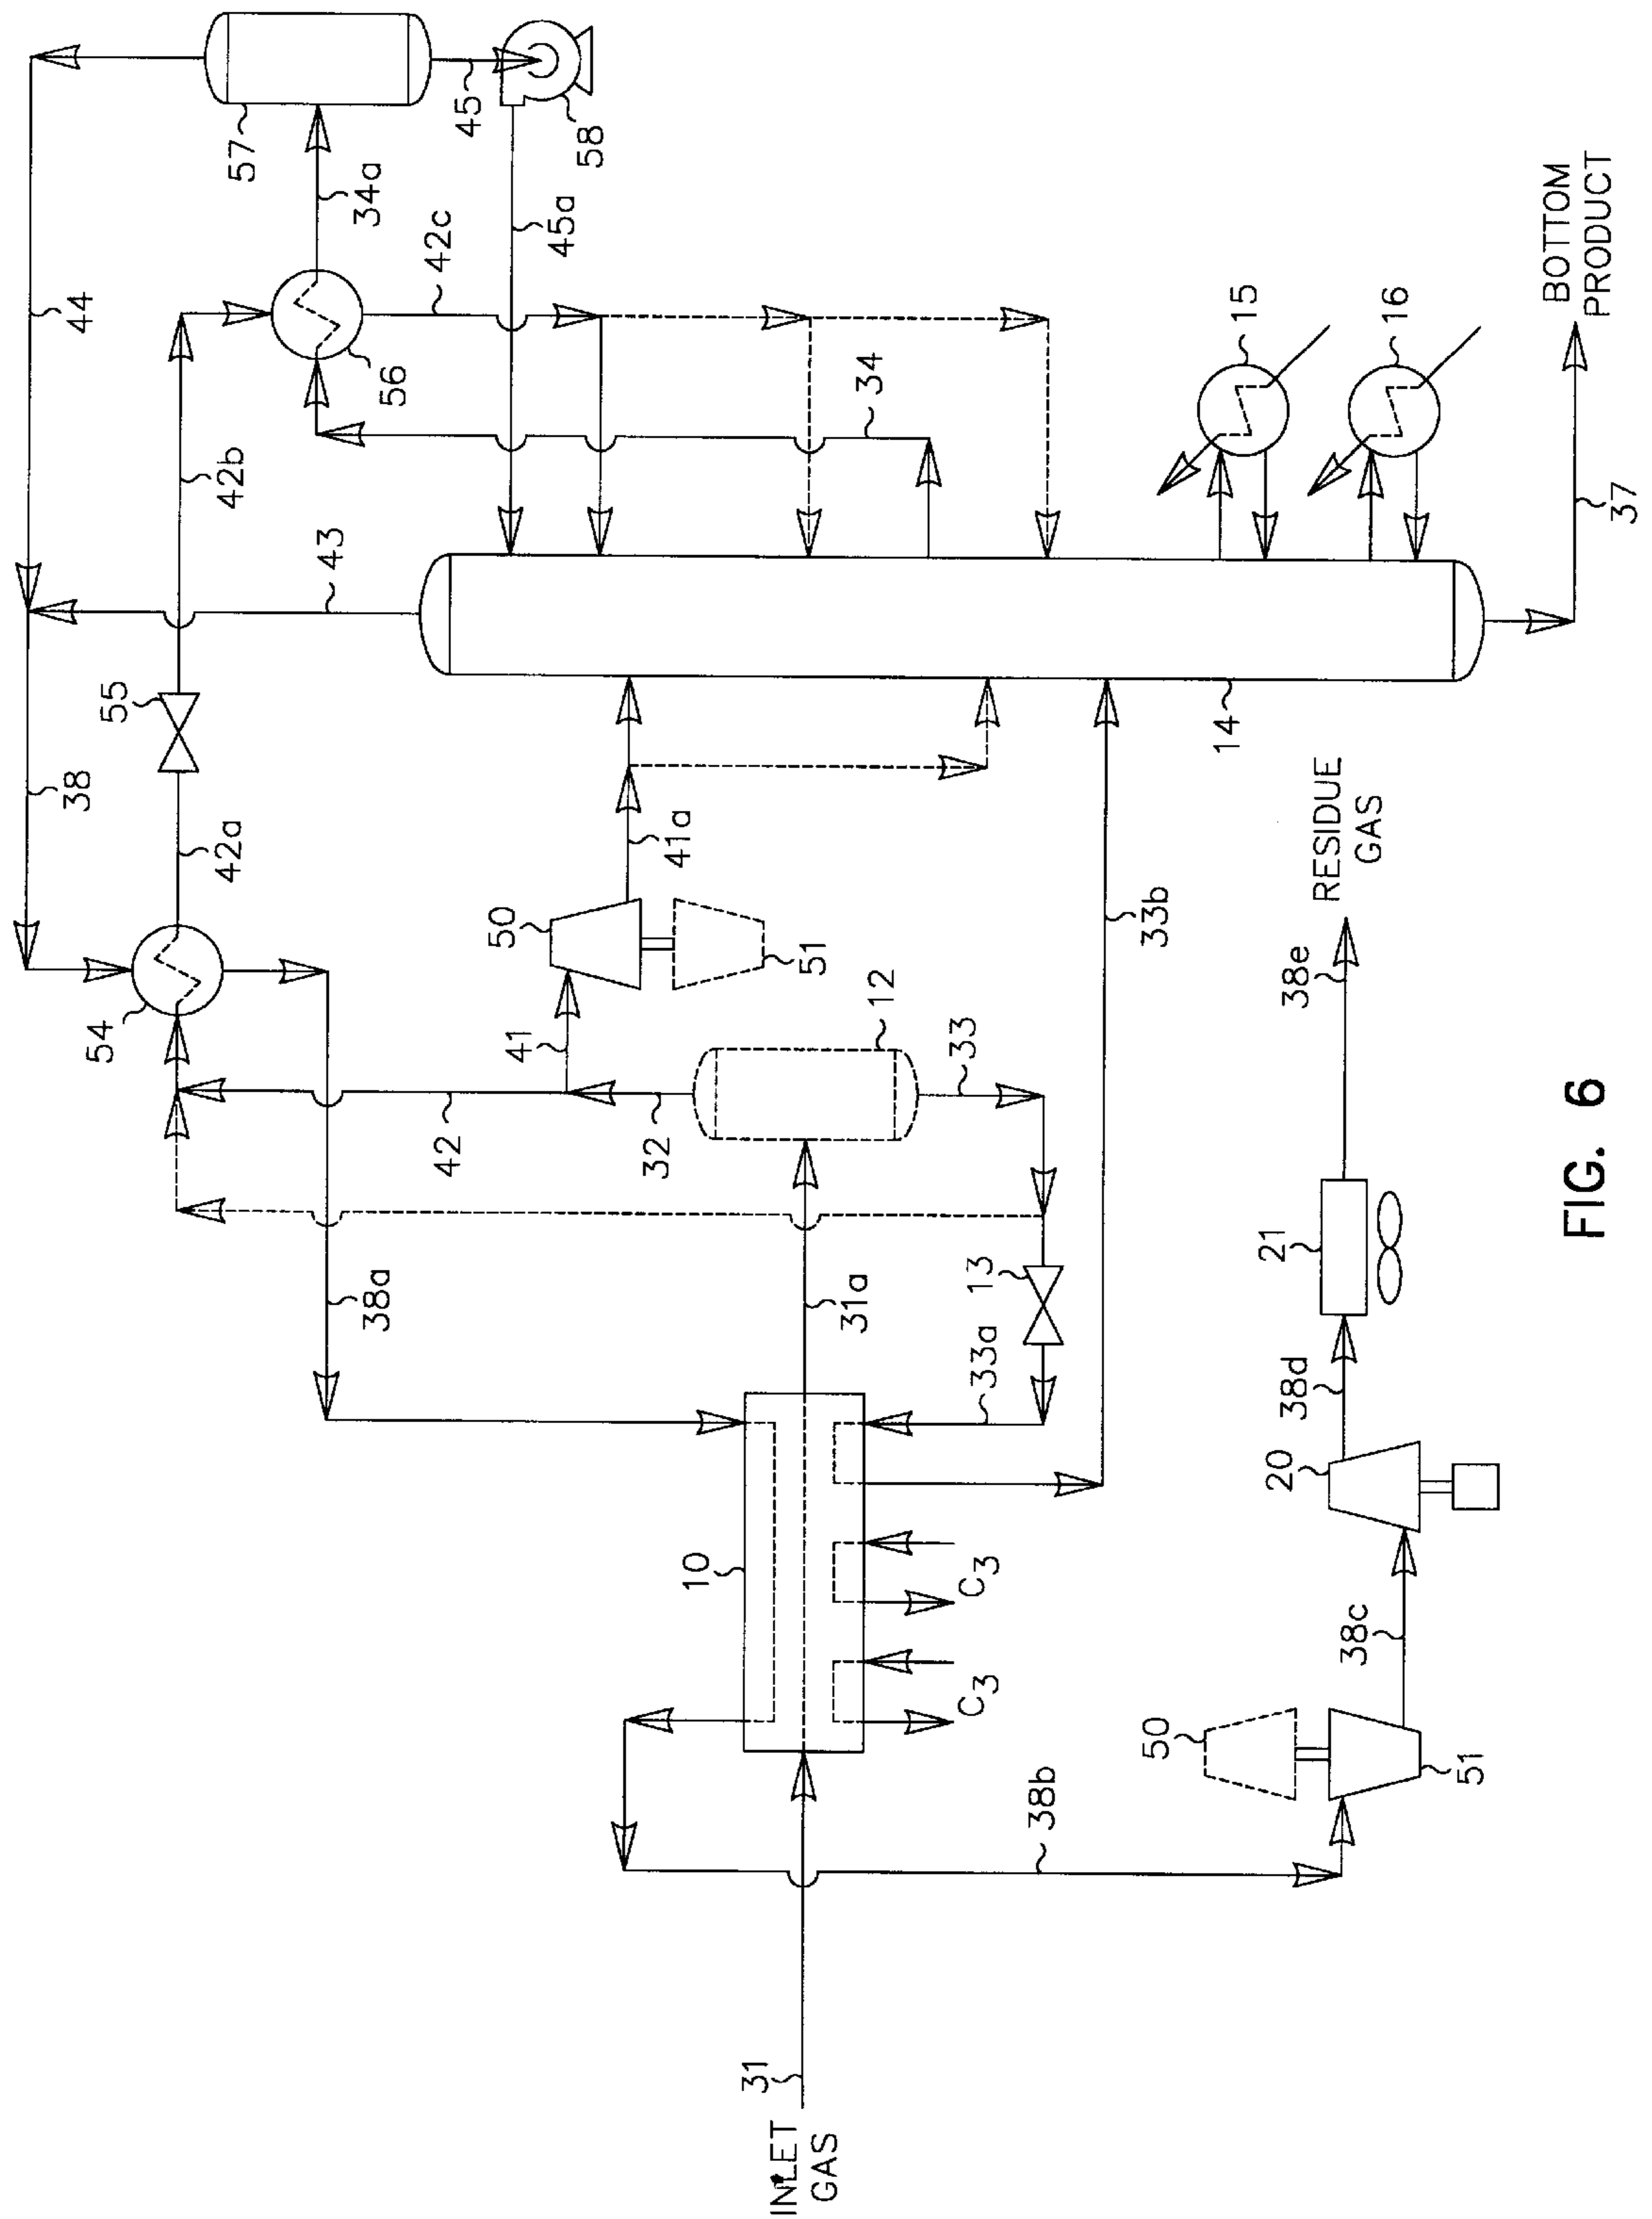 44
57
34a
45
58
42b
56
42c
45a
43
34
15
16
BOTTOM
PRODUCT
37
38
55
42a
54
50
41a
51
14
41
12
42
32
33
33b
RESIDUE
GAS
38e
38a
31a
13
33a
21
38d
20
10
C3
C3
38c
50
51
38b
31
INLET
GAS
FIG. 6